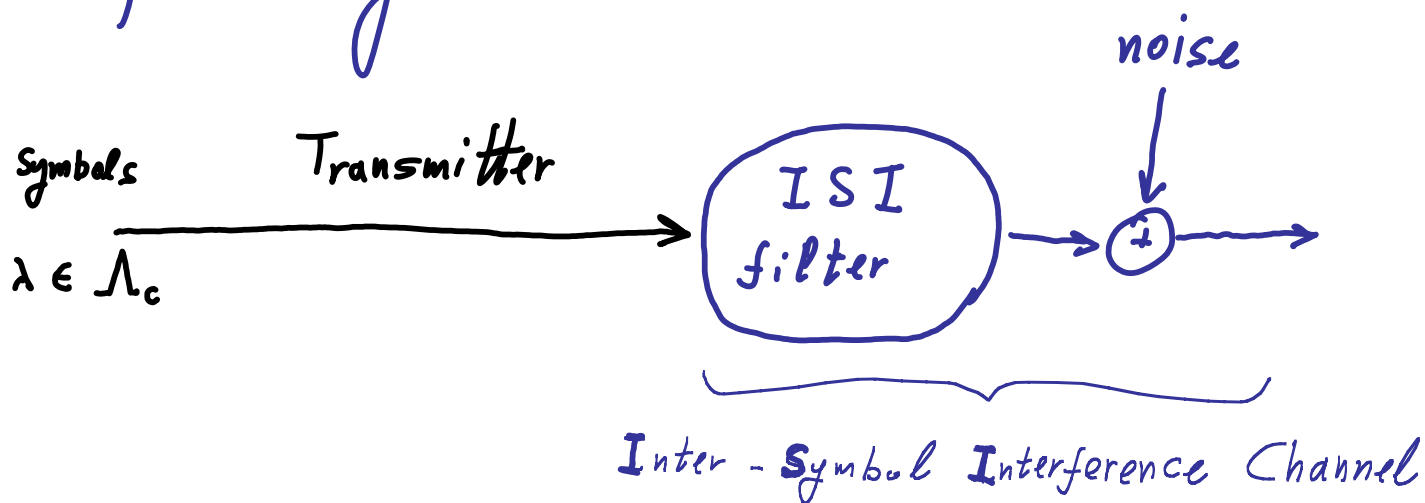 noise
Symbols Transmitter
λ ∈ Λc
ISI
filter
+
Inter-Symbol Interference Channel